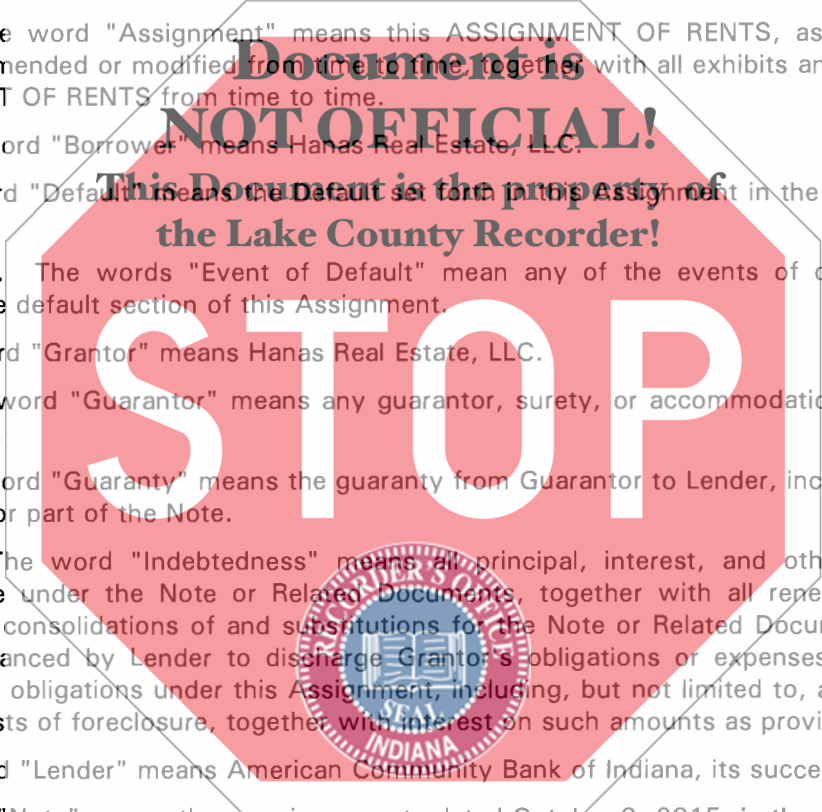 e word "Assignment" means this ASSIGNMENT OF RENTS, as
mended or modified from time to time, together with all exhibits an
T OF RENTS from time to time.
Document is
NOT OFFICIAL!
This Document is the property of
the Lake County Recorder!
ord "Borrower" means Hanas Real Estate, LLC.
rd "Default" means the Default set forth in this Assignment in the
. The words "Event of Default" mean any of the events of
e default section of this Assignment.
rd "Grantor" means Hanas Real Estate, LLC.
word "Guarantor" means any guarantor, surety, or accommodatio
ord "Guaranty" means the guaranty from Guarantor to Lender, inc
or part of the Note.
STOP
The word "Indebtedness" means all principal, interest, and oth
e under the Note or Related Documents, together with all rene
consolidations of and substitutions for the Note or Related Docu
anced by Lender to discharge Grantor's obligations or expenses
obligations under this Assignment, including, but not limited to, a
sts of foreclosure, together with interest on such amounts as provi
RECORDER'S OFFICE
SEAL
INDIANA
d "Lender" means American Community Bank of Indiana, its succe